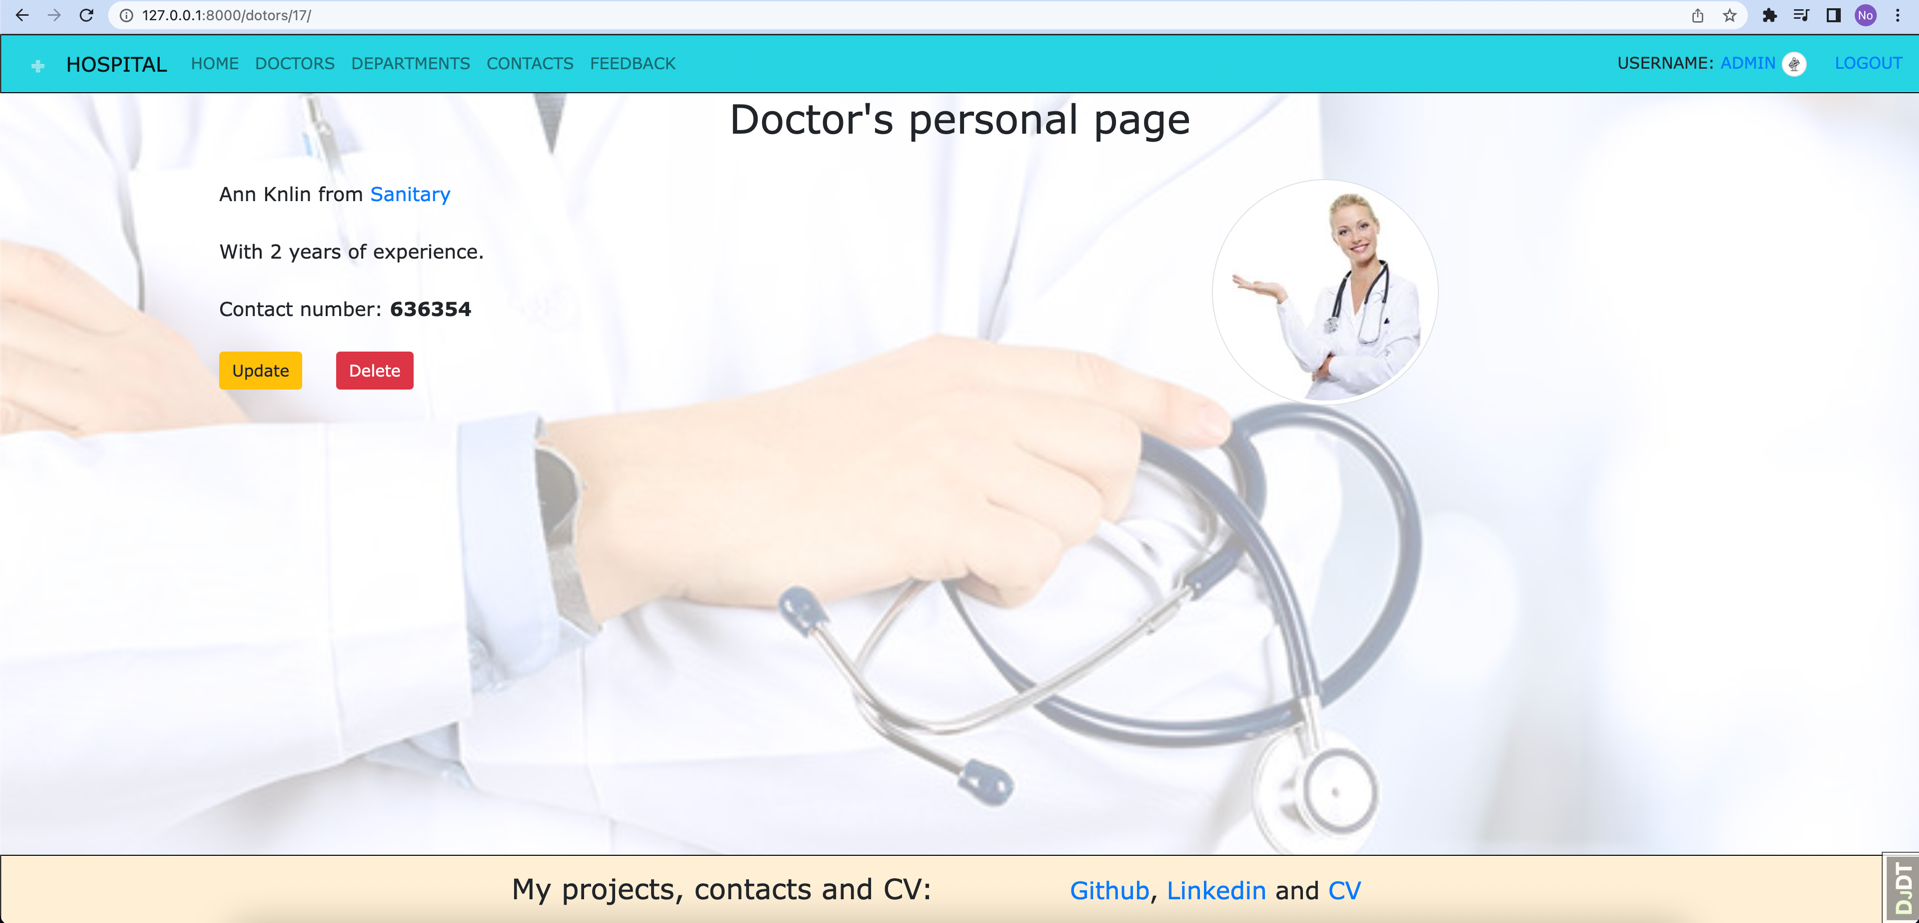 127.0.0.1:8000/dotors/17/
No
HOSPITAL HOME DOCTORS DEPARTMENTS CONTACTS FEEDBACK USERNAME: ADMIN LOGOUT
Doctor's personal page
Ann Knlin from Sanitary
With 2 years of experience.
Contact number: 636354
Update Delete
My projects, contacts and CV: Github, Linkedin and CV
DJDT